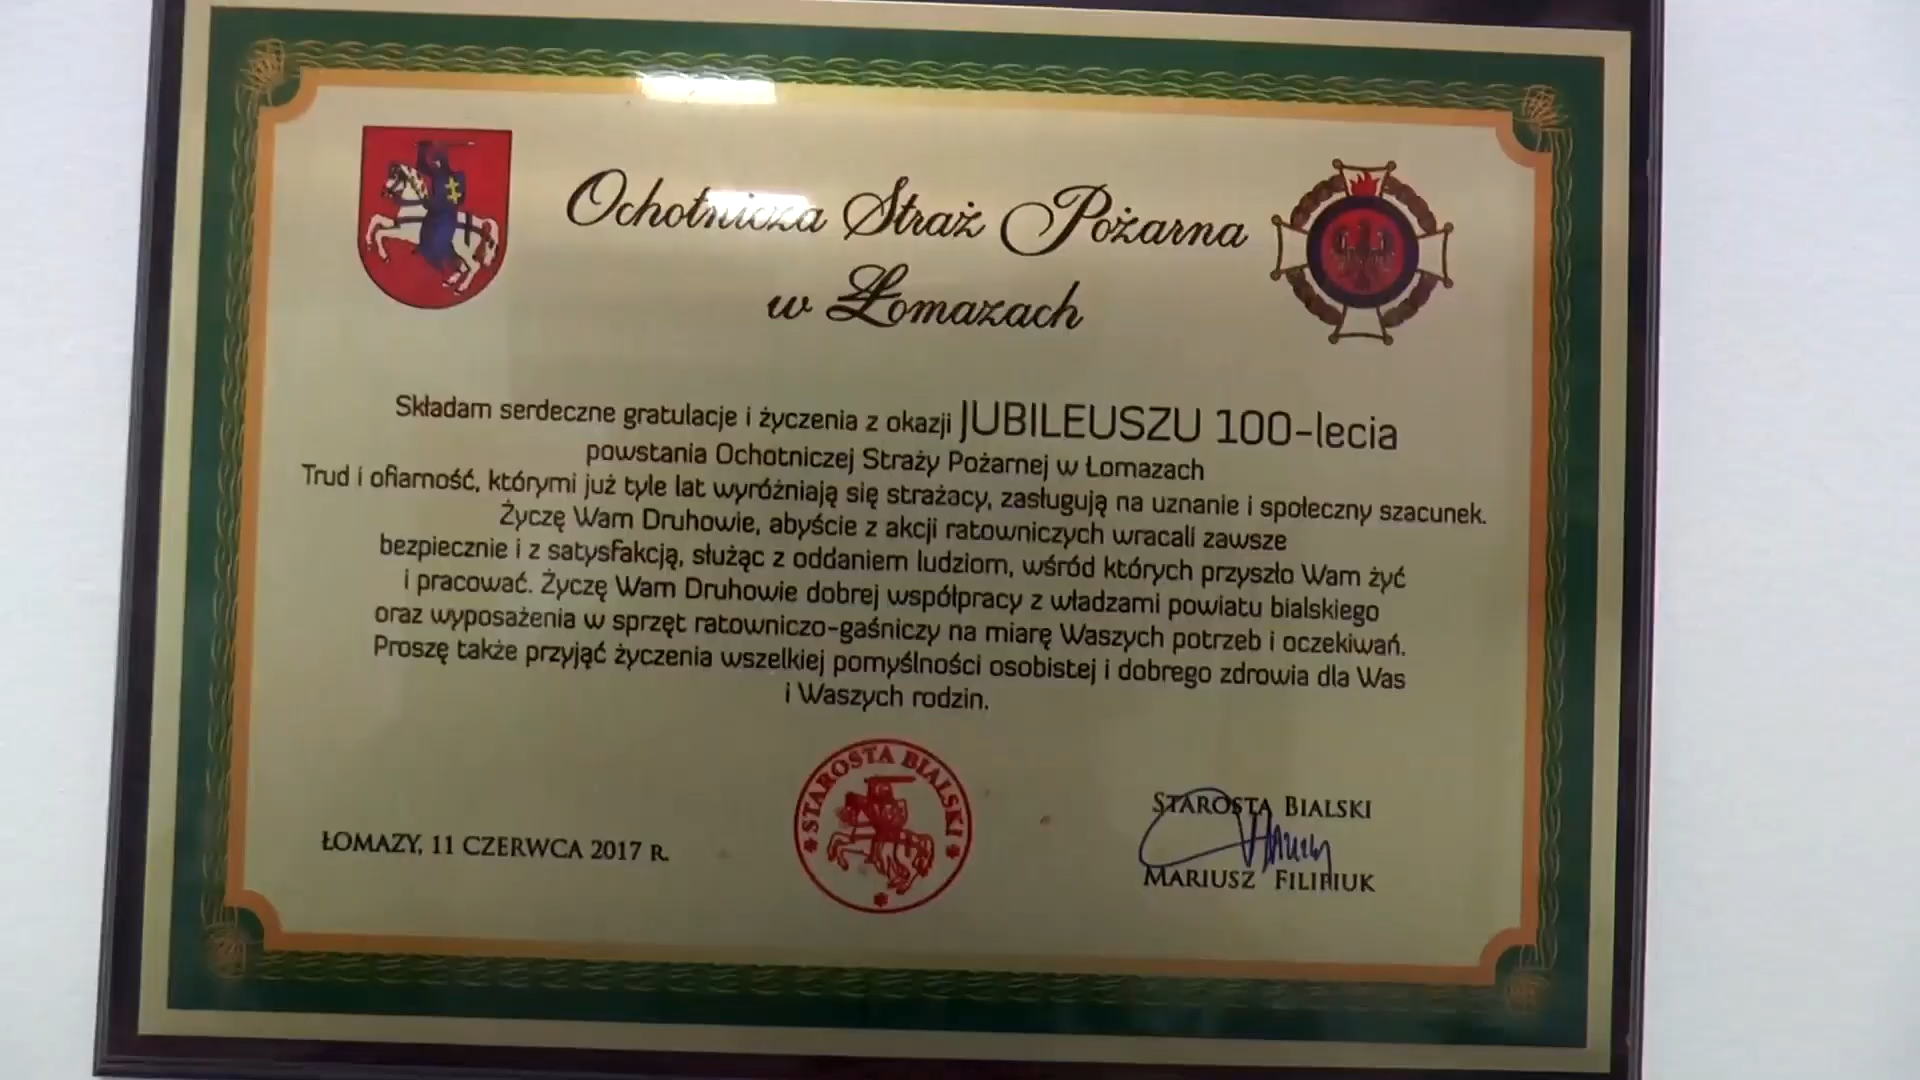 Ochotnicza Straż Pożarna
w Łomazach
Składam serdeczne gratulacje i życzenia z okazji JUBILEUSZU 100-lecia
powstania Ochotniczej Straży Pożarnej w Łomazach
Trud i ofiarność, którymi już tyle lat wyróżniają się strażacy, zasługują na uznanie i społeczny szacunek.
Życzę Wam Druhowie, abyście z akcji ratowniczych wracali zawsze
bezpiecznie i z satysfakcją, służąc z oddaniem ludziom, wśród których przyszło Wam żyć
i pracować. Życzę Wam Druhowie dobrej współpracy z władzami powiatu bialskiego
oraz wyposażenia w sprzęt ratowniczo-gaśniczy na miarę Waszych potrzeb i oczekiwań.
Proszę także przyjąć życzenia wszelkiej pomyślności osobistej i dobrego zdrowia dla Was
i Waszych rodzin.
STAROSTA BIALSKI
ŁOMAZY, 11 CZERWCA 2017 R.
STAROSTA BIALSKI
MARIUSZ FILIPIUK